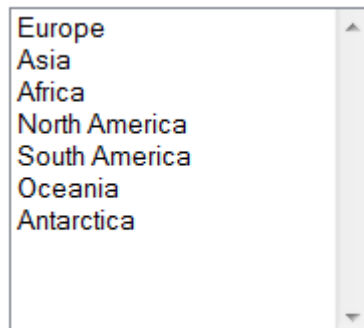 Europe
Asia
Africa
North America
South America
Oceania
Antarctica